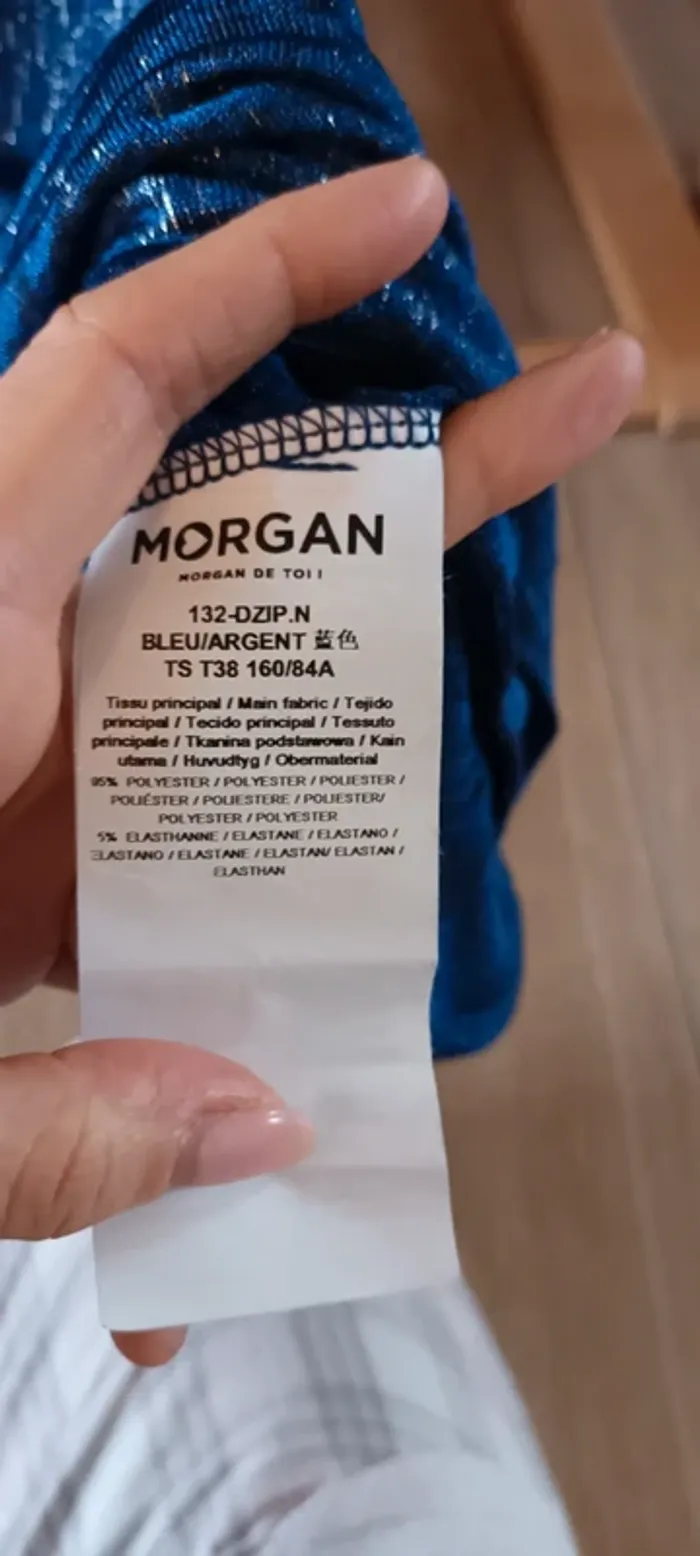 MORGAN
MORGAN DE TOI !
132-DZIP.N
BLEU/ARGENT 蓝色
TS T38 160/84A
Tissu principal / Main fabric / Tejido
principal / Tecido principal / Tessuto
principale / Tkanina podstawowa / Kain
utama / Huvudtyg / Obermaterial
95% POLYESTER / POLYESTER / POLIESTER /
POLIÉSTER / POLIESTERE / POLIESTER/
POLYESTER / POLYESTER
5% ELASTHANNE / ELASTANE / ELASTANO /
ELASTANO / ELASTANE / ELASTAN/ ELASTAN /
ELASTHAN